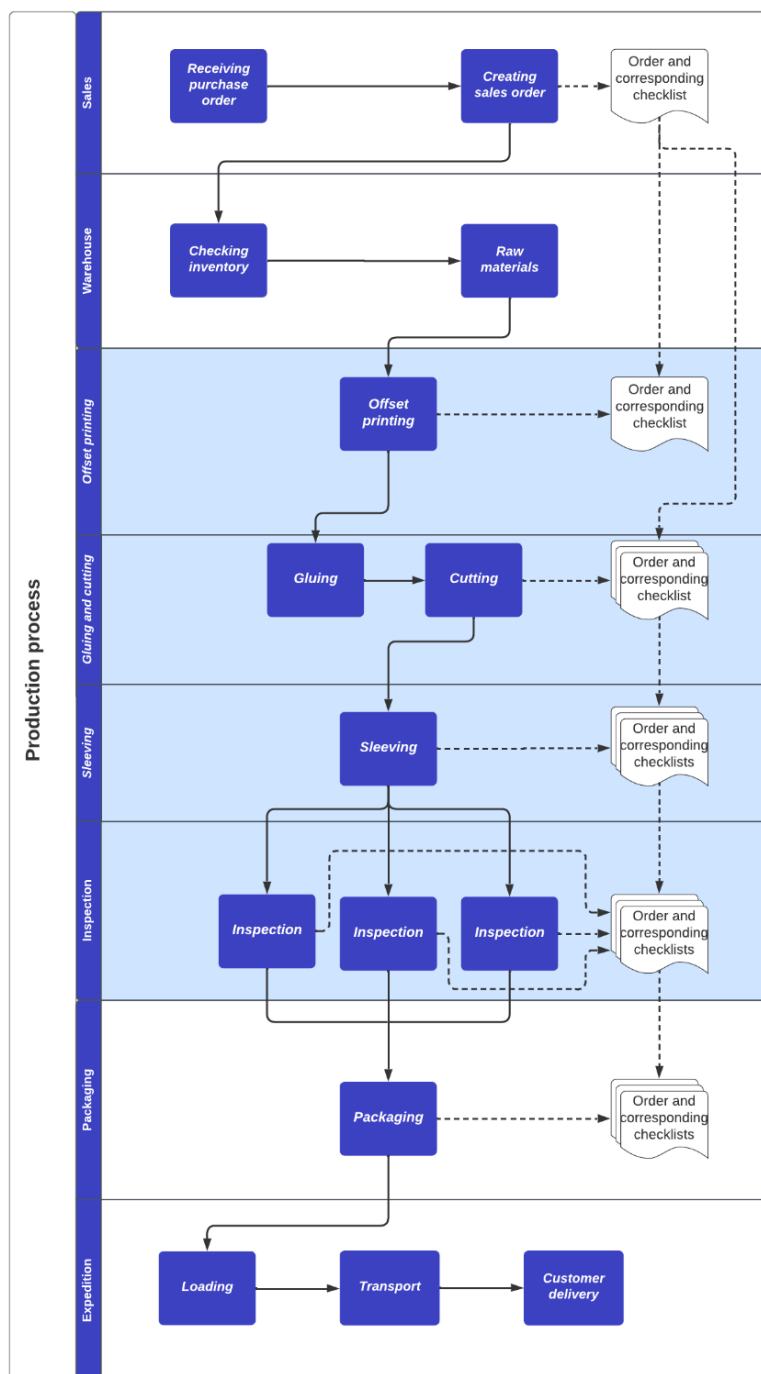 Production process
Sales
Receiving
purchase
order
Creating
sales order
Order and
corresponding
checklist
Warehouse
Checking
inventory
Raw
materials
Offset printing
Offset
printing
Order and
corresponding
checklist
Gluing and cutting
Gluing
Cutting
Order and
corresponding
checklist
Sleeving
Sleeving
Order and
corresponding
checklists
Inspection
Inspection
Inspection
Inspection
Order and
corresponding
checklists
Packaging
Packaging
Order and
corresponding
checklists
Expedition
Loading
Transport
Customer
delivery